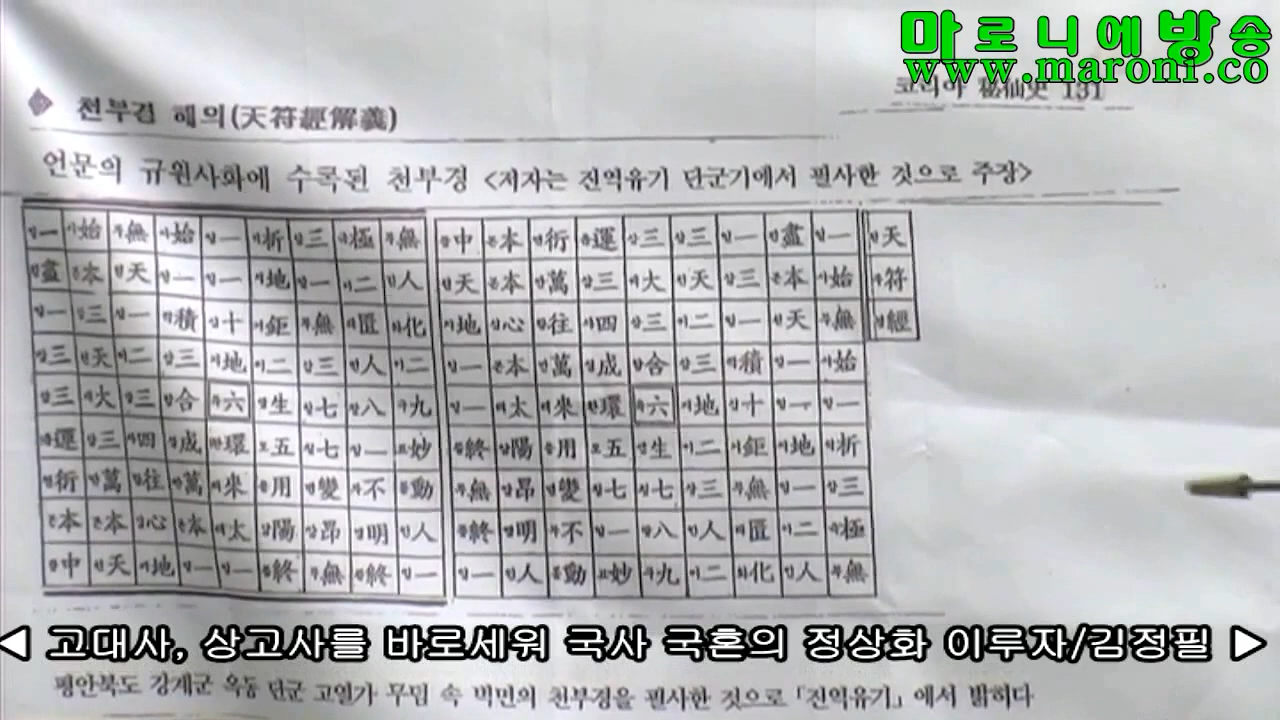 마로니에방송
www.maroni.co
코리아 秘仙史 131
천부경 해의(天符經解義)
언문의 규원사화에 수록된 천부경 <저자는 진역유기 단군기에서 필사한 것으로 주장>
一 始 無 始 一 析 三 極 無 中 本 衍 運 三 三 一 盡 一 天
盡 本 天 一 一 地 一 二 人 天 本 萬 三 大 天 三 本 始 符
一 三 一 積 十 鉅 無 匱 化 地 心 往 四 三 二 一 天 無 經
三 天 二 三 地 二 三 人 二 一 本 萬 成 合 三 積 一 始
三 大 三 合 六 生 七 八 九 一 太 來 環 六 地 十 一 一
運 三 四 成 環 五 七 一 妙 終 陽 用 五 生 二 鉅 地 析
衍 萬 往 萬 來 用 變 不 動 無 昂 變 七 七 三 無 一 三
本 本 心 本 太 陽 昂 明 人 終 明 不 一 八 人 匱 二 極
中 天 地 一 一 終 無 終 一 一 人 動 妙 九 二 化 人 無
◀ 고대사, 상고사를 바로세워 국사 국혼의 정상화 이루자/김정필 ▶
평안북도 강계군 옥동 단군 고열가 무덤 속 벽면의 천부경을 필사한 것으로「진역유기」에서 밝히다